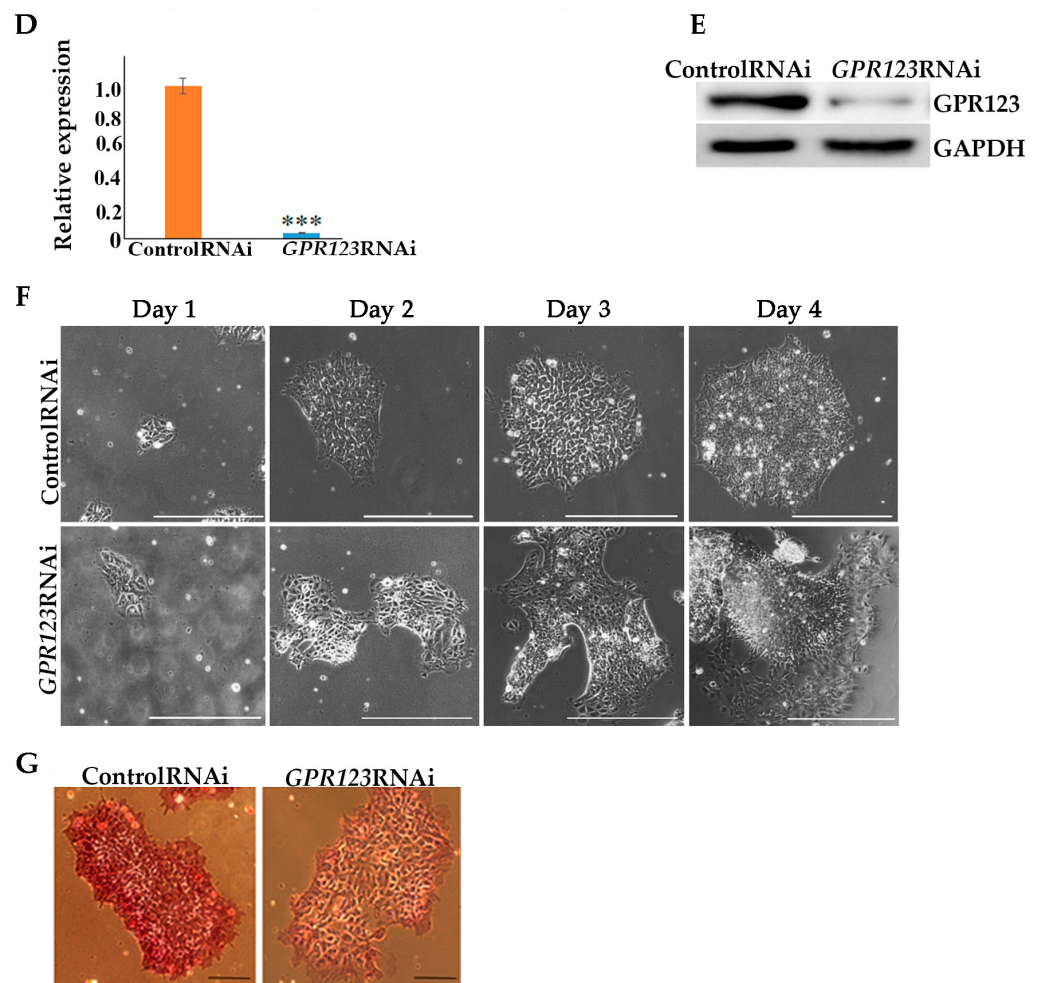 D
Relative expression
1.0
0.8
0.6
0.4
0.2
0
***
ControlRNAi GPR123RNAi
E
ControlRNAi GPR123RNAi
GPR123
GAPDH
F
Day 1 Day 2 Day 3 Day 4
ControlRNAi
GPR123RNAi
G
ControlRNAi GPR123RNAi